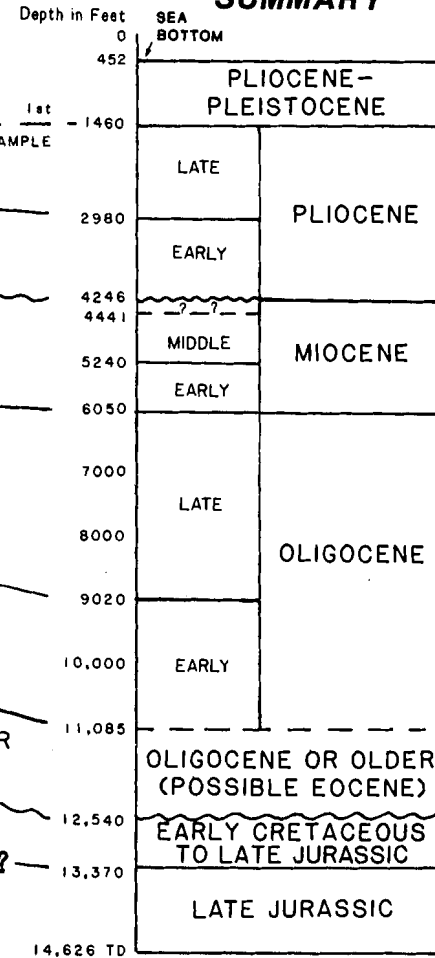 SUMMARY
Depth in Feet
SEA
BOTTOM
0
452
PLIOCENE-
PLEISTOCENE
1st
1460
AMPLE
LATE
PLIOCENE
2980
EARLY
4246
? ?
4441
MIDDLE
MIOCENE
5240
EARLY
6050
7000
LATE
8000
OLIGOCENE
9020
10,000
EARLY
11,085
R
OLIGOCENE OR OLDER
(POSSIBLE EOCENE)
12,540
EARLY CRETACEOUS
TO LATE JURASSIC
?
13,370
LATE JURASSIC
14,626 TD